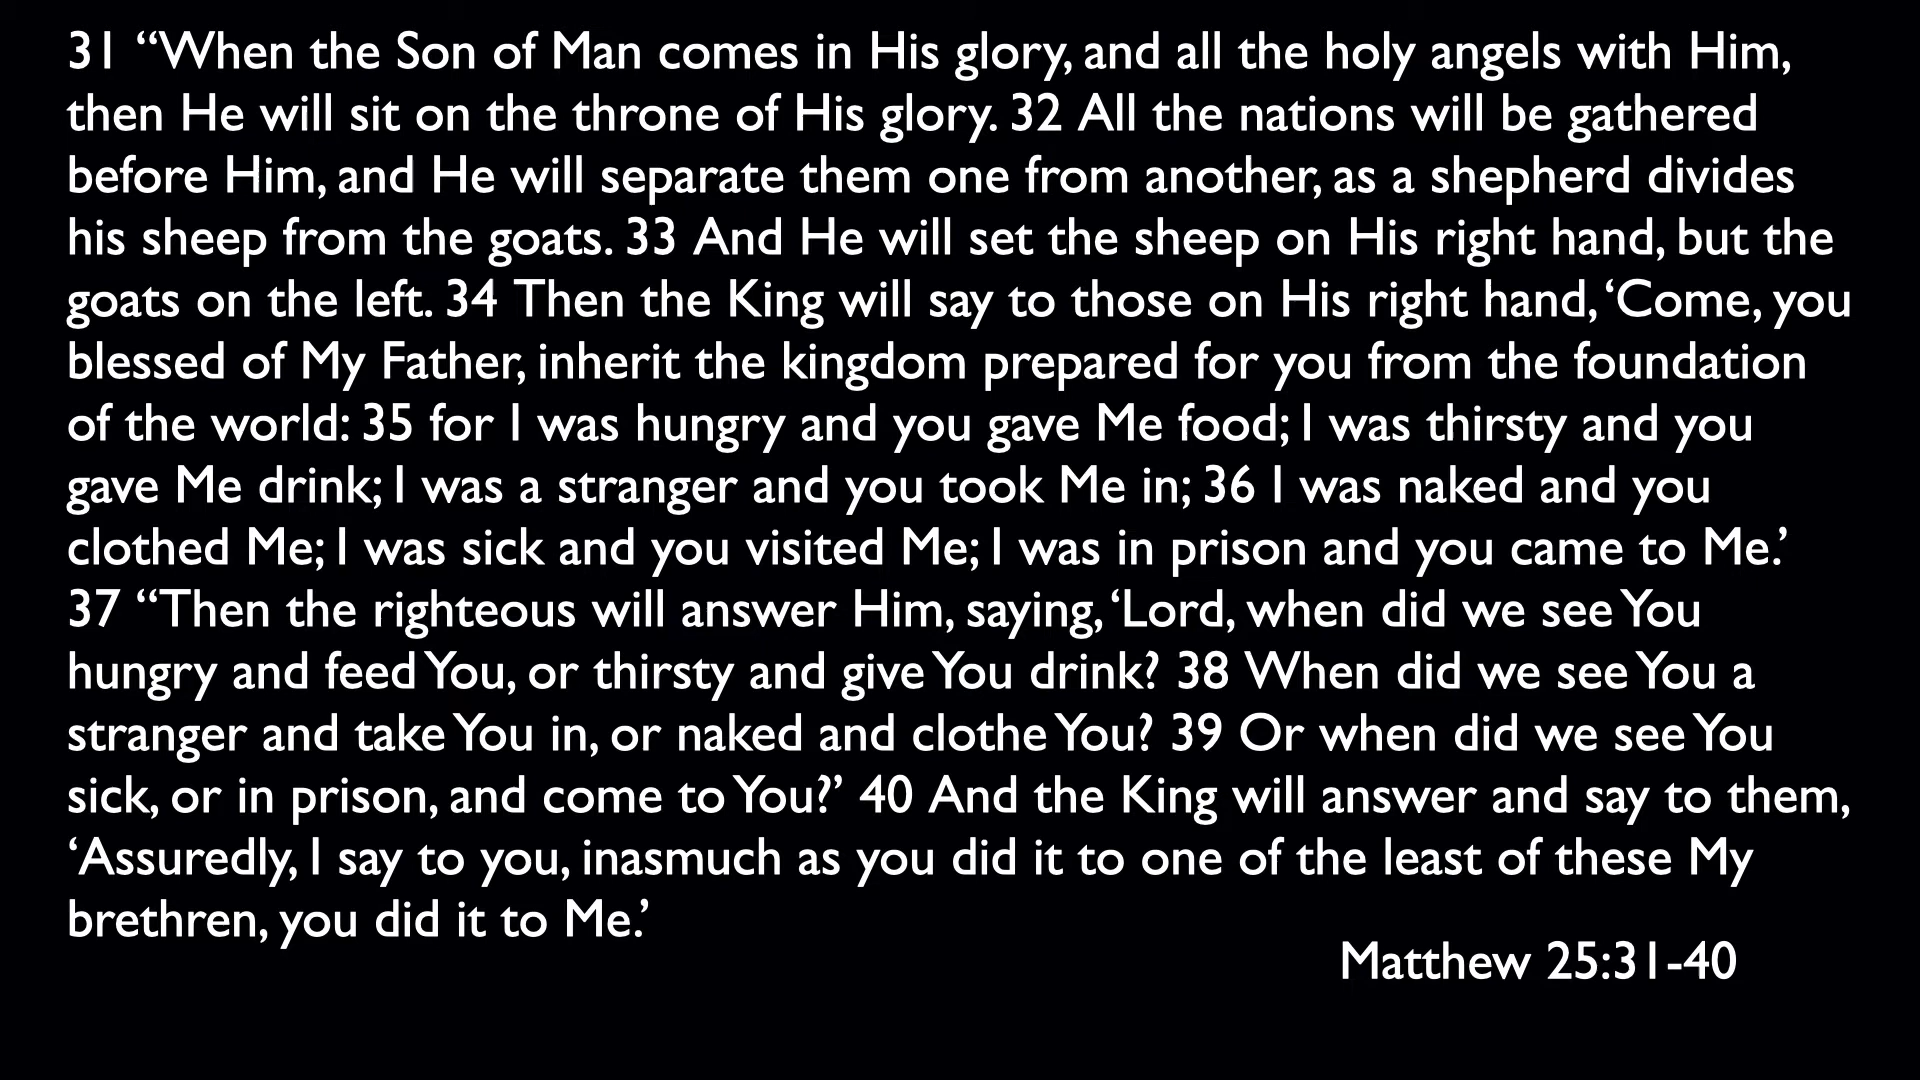 31 “When the Son of Man comes in His glory, and all the holy angels with Him,
then He will sit on the throne of His glory. 32 All the nations will be gathered
before Him, and He will separate them one from another, as a shepherd divides
his sheep from the goats. 33 And He will set the sheep on His right hand, but the
goats on the left. 34 Then the King will say to those on His right hand, ‘Come, you
blessed of My Father, inherit the kingdom prepared for you from the foundation
of the world: 35 for I was hungry and you gave Me food; I was thirsty and you
gave Me drink; I was a stranger and you took Me in; 36 I was naked and you
clothed Me; I was sick and you visited Me; I was in prison and you came to Me.’
37 “Then the righteous will answer Him, saying, ‘Lord, when did we see You
hungry and feed You, or thirsty and give You drink? 38 When did we see You a
stranger and take You in, or naked and clothe You? 39 Or when did we see You
sick, or in prison, and come to You?’ 40 And the King will answer and say to them,
‘Assuredly, I say to you, inasmuch as you did it to one of the least of these My
brethren, you did it to Me.’
Matthew 25:31-40